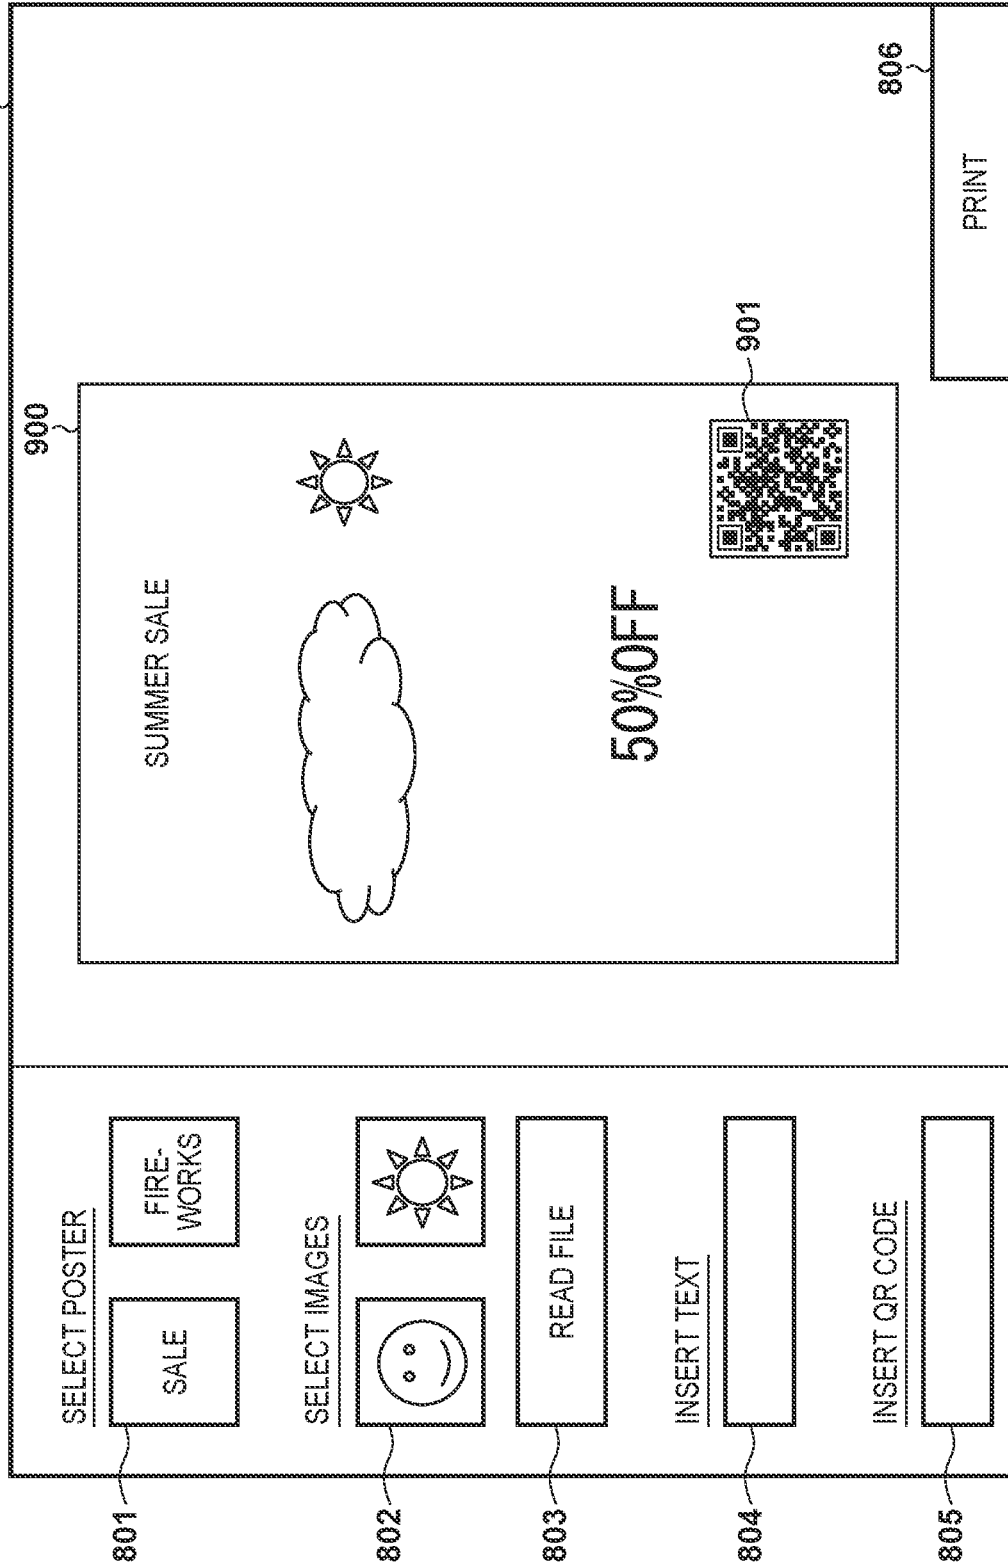 801
SELECT POSTER
SALE
FIRE-
WORKS
802
SELECT IMAGES
803
READ FILE
804
INSERT TEXT
805
INSERT QR CODE
900
SUMMER SALE
50%OFF
901
806
PRINT